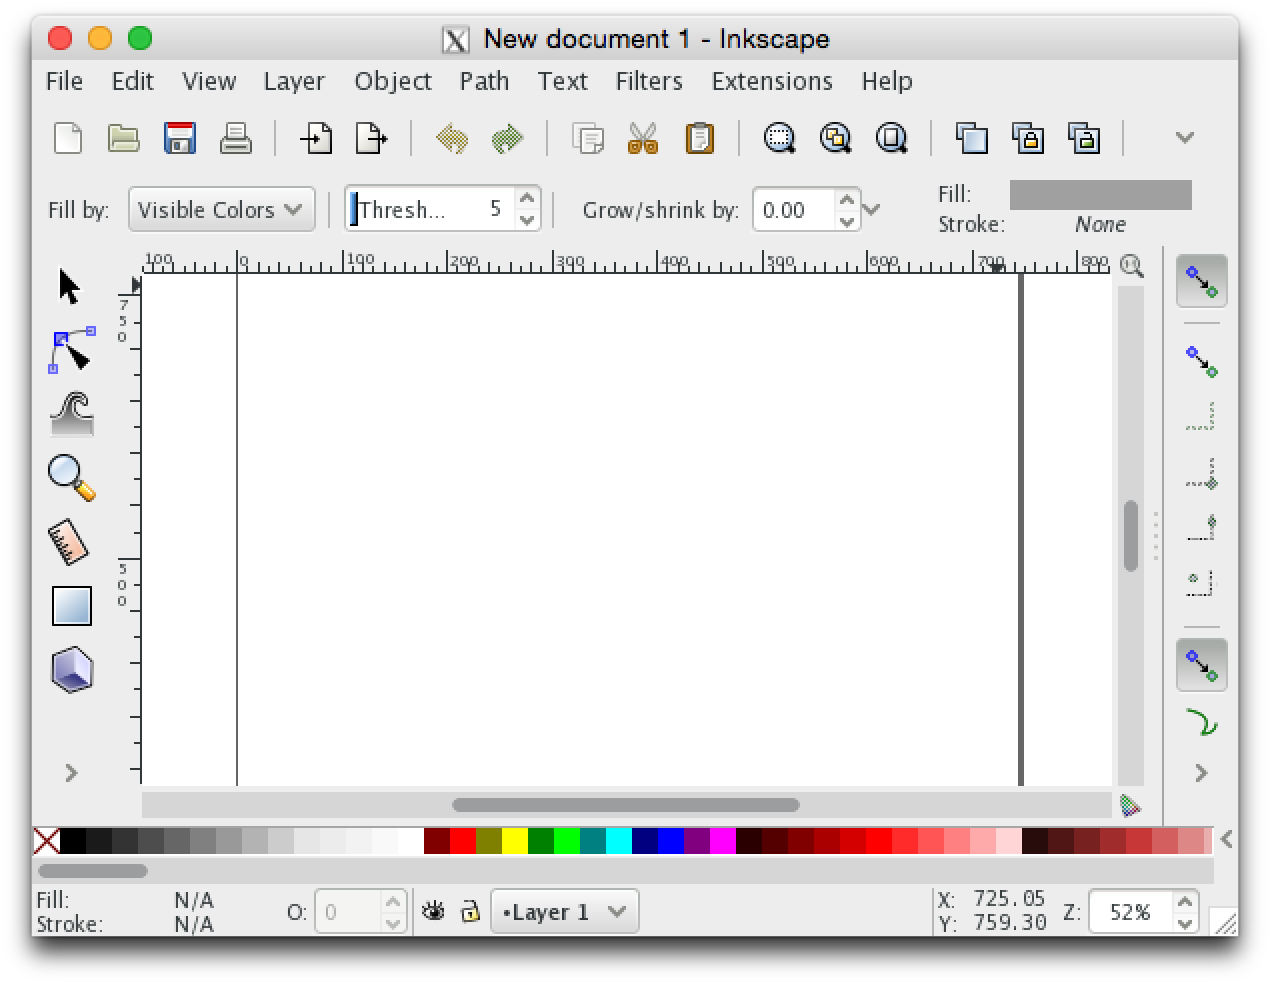 New document 1 - Inkscape
File Edit View Layer Object Path Text Filters Extensions Help
Fill by: Visible Colors Thresh... 5 Grow/shrink by: 0.00 Fill:
Stroke: None
100 0 100 200 300 400 500 600 700 800
750
500
Fill: N/A
Stroke: N/A
O: 0
•Layer 1
X: 725.05
Y: 759.30
Z: 52%